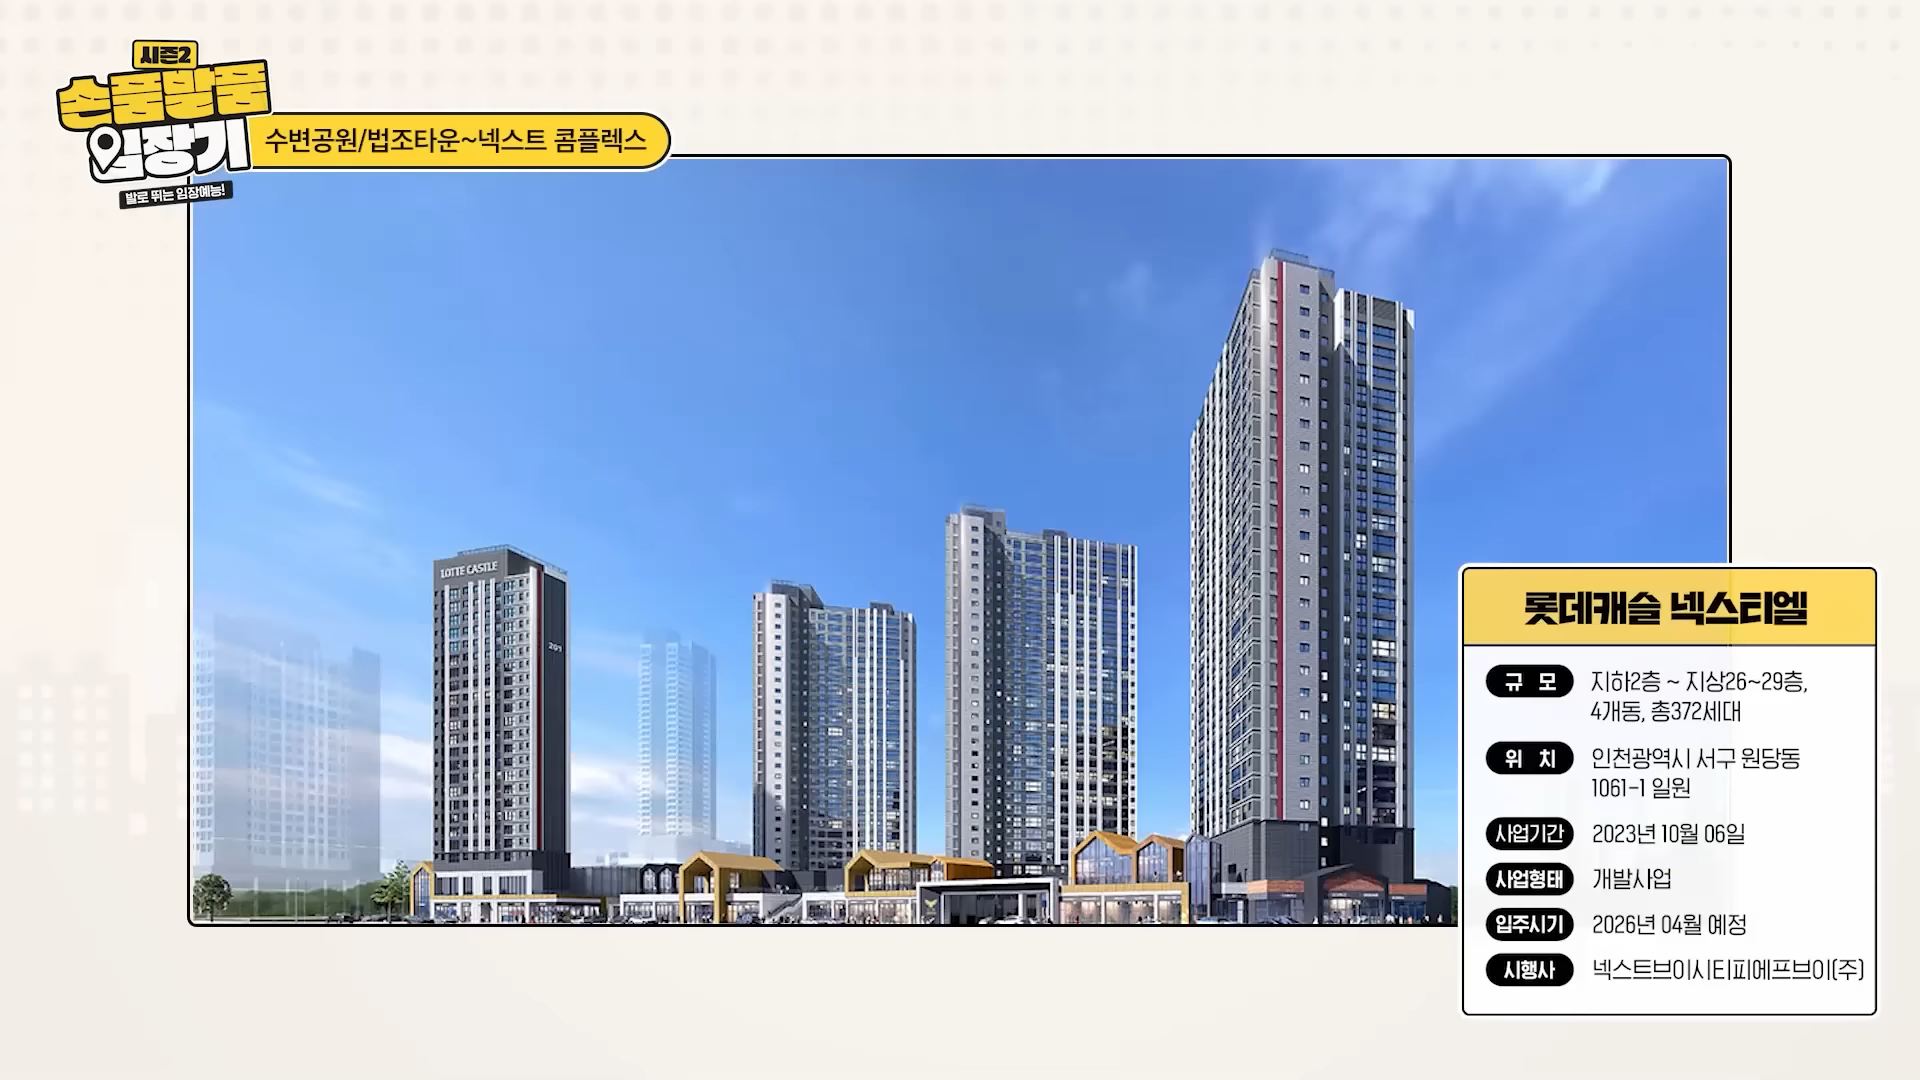 시즌2
손품발품
임장기
발로 뛰는 임장예능!
수변공원/법조타운~넥스트 콤플렉스
LOTTE CASTLE
201
롯데캐슬 넥스티엘
규 모 지하2층 ~ 지상26~29층,
4개동, 총372세대
위 치 인천광역시 서구 원당동
1061-1 일원
사업기간 2023년 10월 06일
사업형태 개발사업
입주시기 2026년 04월 예정
시행사 넥스트브이시티피에프브이(주)